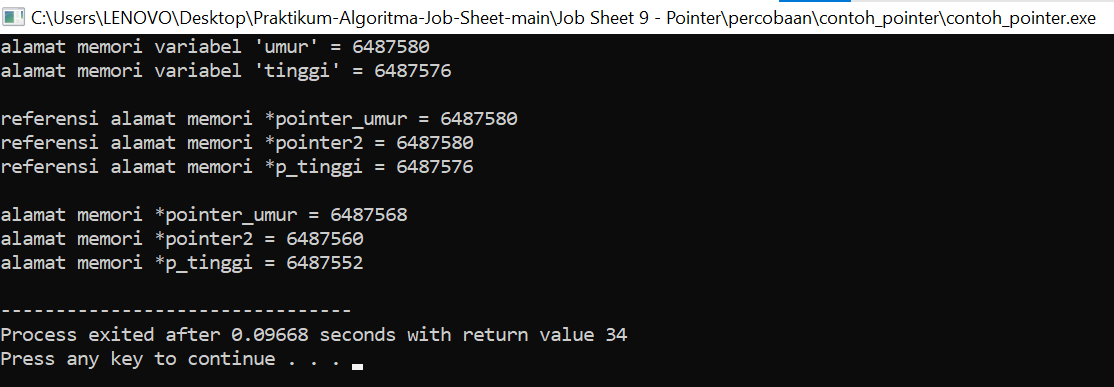 C:\Users\LENOVO\Desktop\Praktikum-Algoritma-Job-Sheet-main\Job Sheet 9 - Pointer\percobaan\contoh_pointer\contoh_pointer.exe
alamat memori variabel 'umur' = 6487580
alamat memori variabel 'tinggi' = 6487576
referensi alamat memori *pointer_umur = 6487580
referensi alamat memori *pointer2 = 6487580
referensi alamat memori *p_tinggi = 6487576
alamat memori *pointer_umur = 6487568
alamat memori *pointer2 = 6487560
alamat memori *p_tinggi = 6487552
--------------------------------
Process exited after 0.09668 seconds with return value 34
Press any key to continue . . .